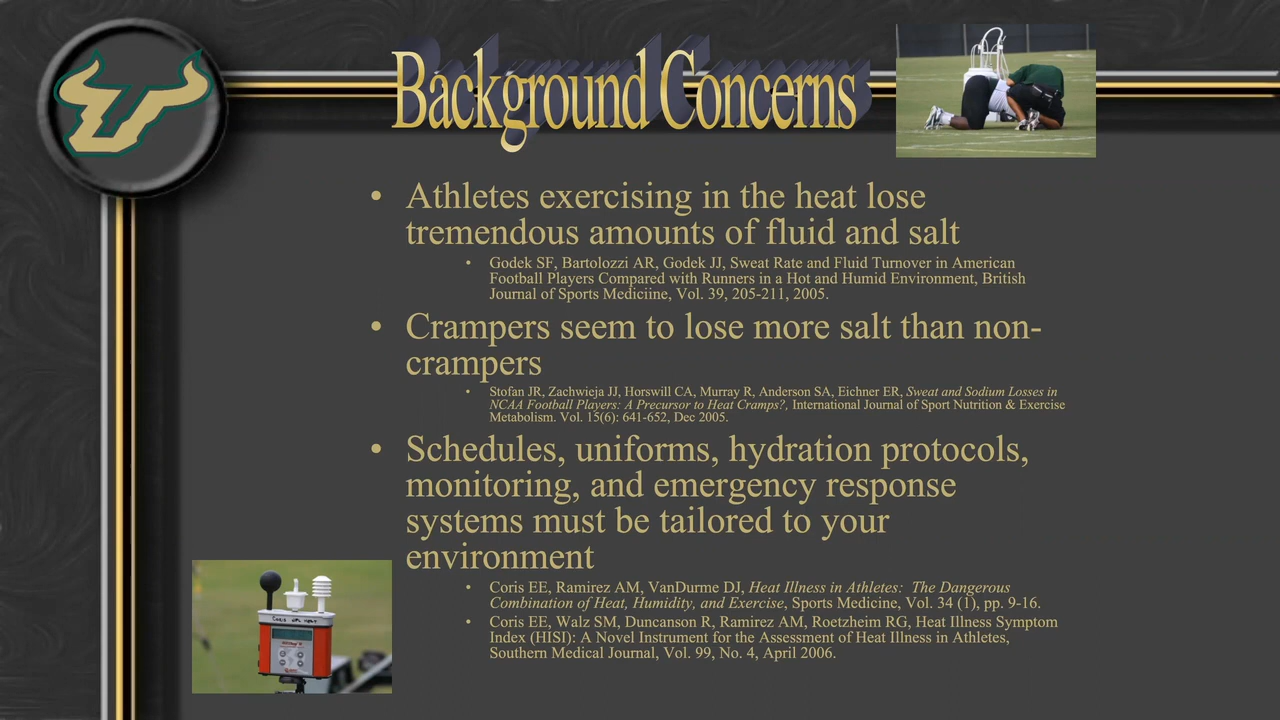 Background Concerns
• Athletes exercising in the heat lose
tremendous amounts of fluid and salt
• Godek SF, Bartolozzi AR, Godek JJ, Sweat Rate and Fluid Turnover in American
Football Players Compared with Runners in a Hot and Humid Environment, British
Journal of Sports Mediciine, Vol. 39, 205-211, 2005.
• Crampers seem to lose more salt than non-
crampers
• Stofan JR, Zachwieja JJ, Horswill CA, Murray R, Anderson SA, Eichner ER, Sweat and Sodium Losses in
NCAA Football Players: A Precursor to Heat Cramps?, International Journal of Sport Nutrition & Exercise
Metabolism. Vol. 15(6): 641-652, Dec 2005.
• Schedules, uniforms, hydration protocols,
monitoring, and emergency response
systems must be tailored to your
environment
• Coris EE, Ramirez AM, VanDurme DJ, Heat Illness in Athletes: The Dangerous
Combination of Heat, Humidity, and Exercise, Sports Medicine, Vol. 34 (1), pp. 9-16.
• Coris EE, Walz SM, Duncanson R, Ramirez AM, Roetzheim RG, Heat Illness Symptom
Index (HISI): A Novel Instrument for the Assessment of Heat Illness in Athletes,
Southern Medical Journal, Vol. 99, No. 4, April 2006.